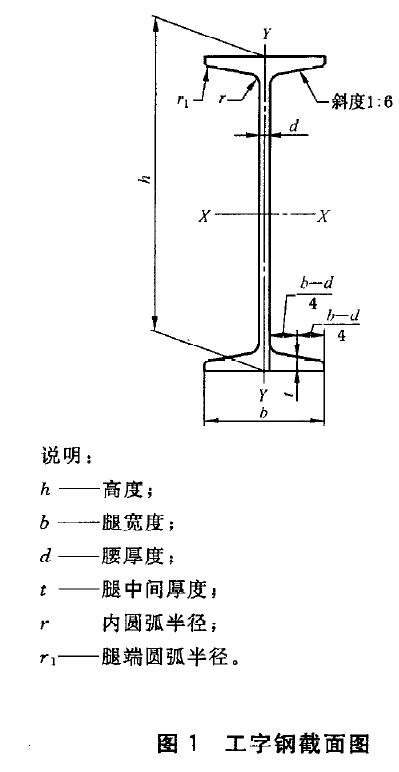 Y
r₁
r
斜度1:6
d
h
X
X
b-d
4
b-d
4
Y
t
b
说明：
h ——高度；
b ——腿宽度；
d ——腰厚度；
t ——腿中间厚度；
r 内圆弧半径；
r₁——腿端圆弧半径。
图 1 工字钢截面图